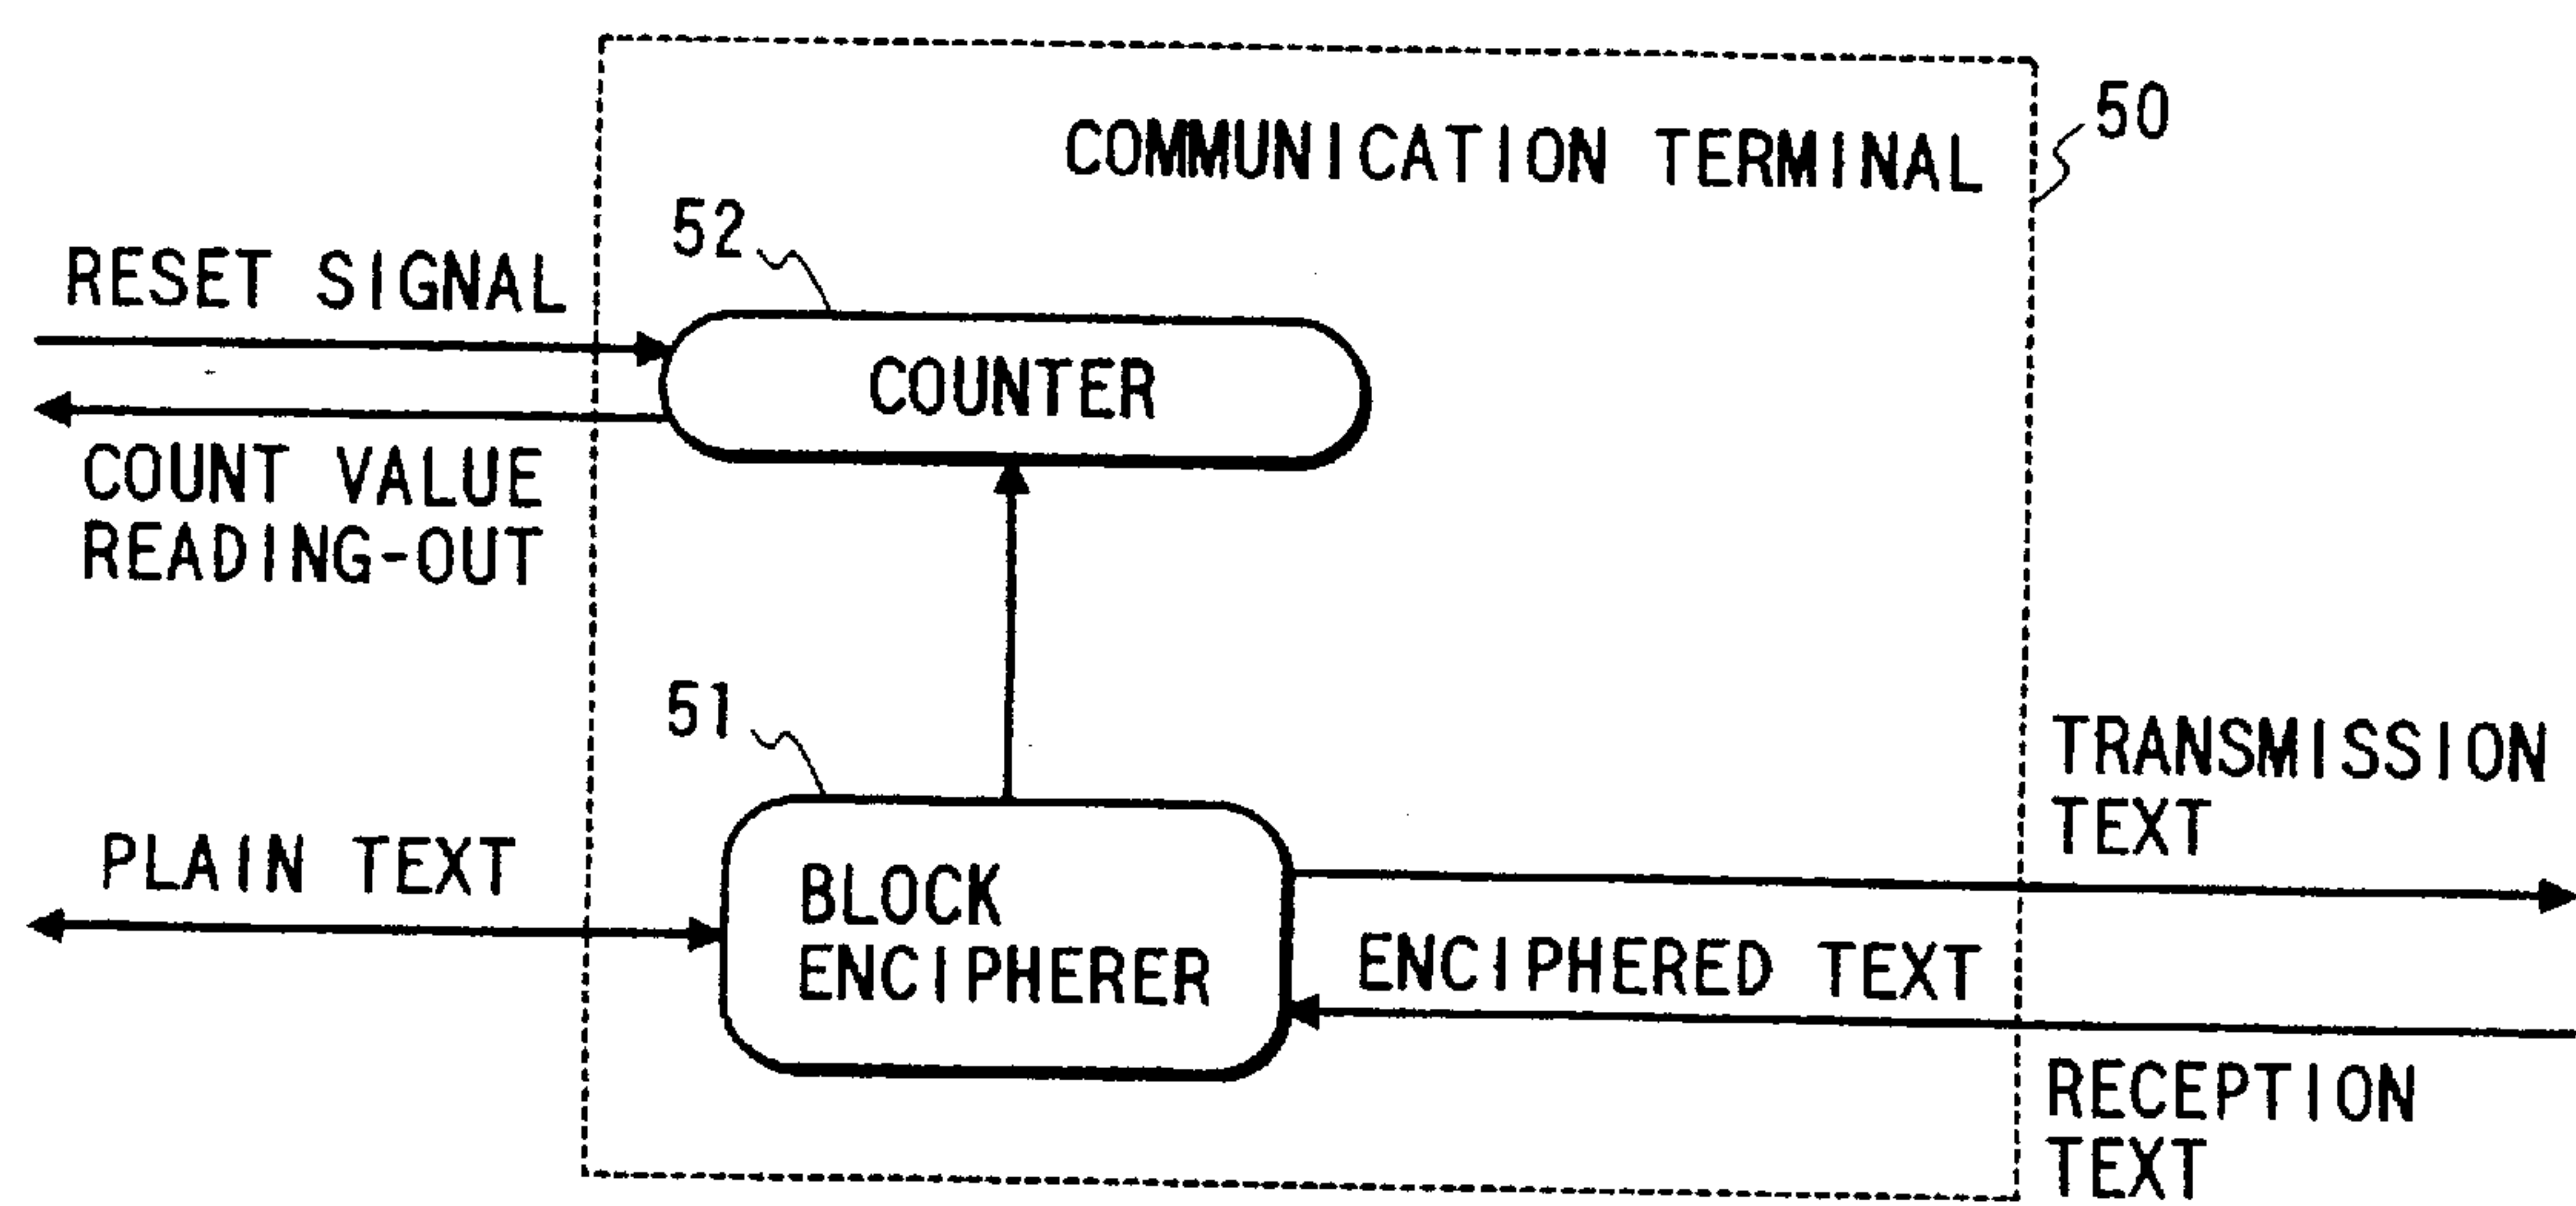 50
COMMUNICATION TERMINAL
52
RESET SIGNAL
COUNTER
COUNT VALUE
READING-OUT
51
TRANSMISSION
TEXT
PLAIN TEXT
BLOCK
ENCIPHERER
ENCIPHERED TEXT
RECEPTION
TEXT